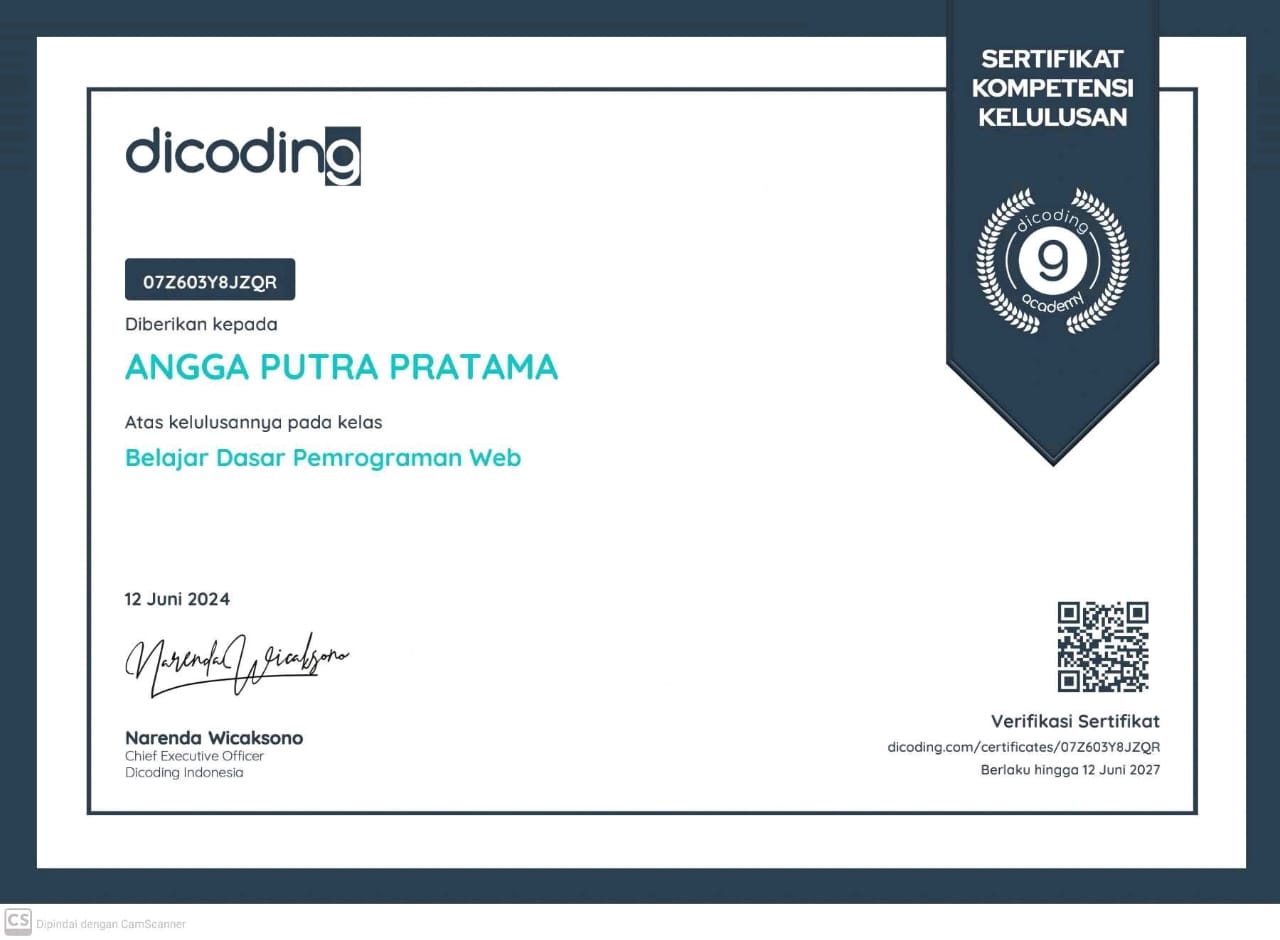 SERTIFIKAT
KOMPETENSI
KELULUSAN
dicoding
dicoding
9
academy
07Z603Y8JZQR
Diberikan kepada
ANGGA PUTRA PRATAMA
Atas kelulusannya pada kelas
Belajar Dasar Pemrograman Web
12 Juni 2024
Narenda Wicaksono
Narenda Wicaksono
Chief Executive Officer
Dicoding Indonesia
Verifikasi Sertifikat
dicoding.com/certificates/07Z603Y8JZQR
Berlaku hingga 12 Juni 2027
CS Dipindai dengan CamScanner